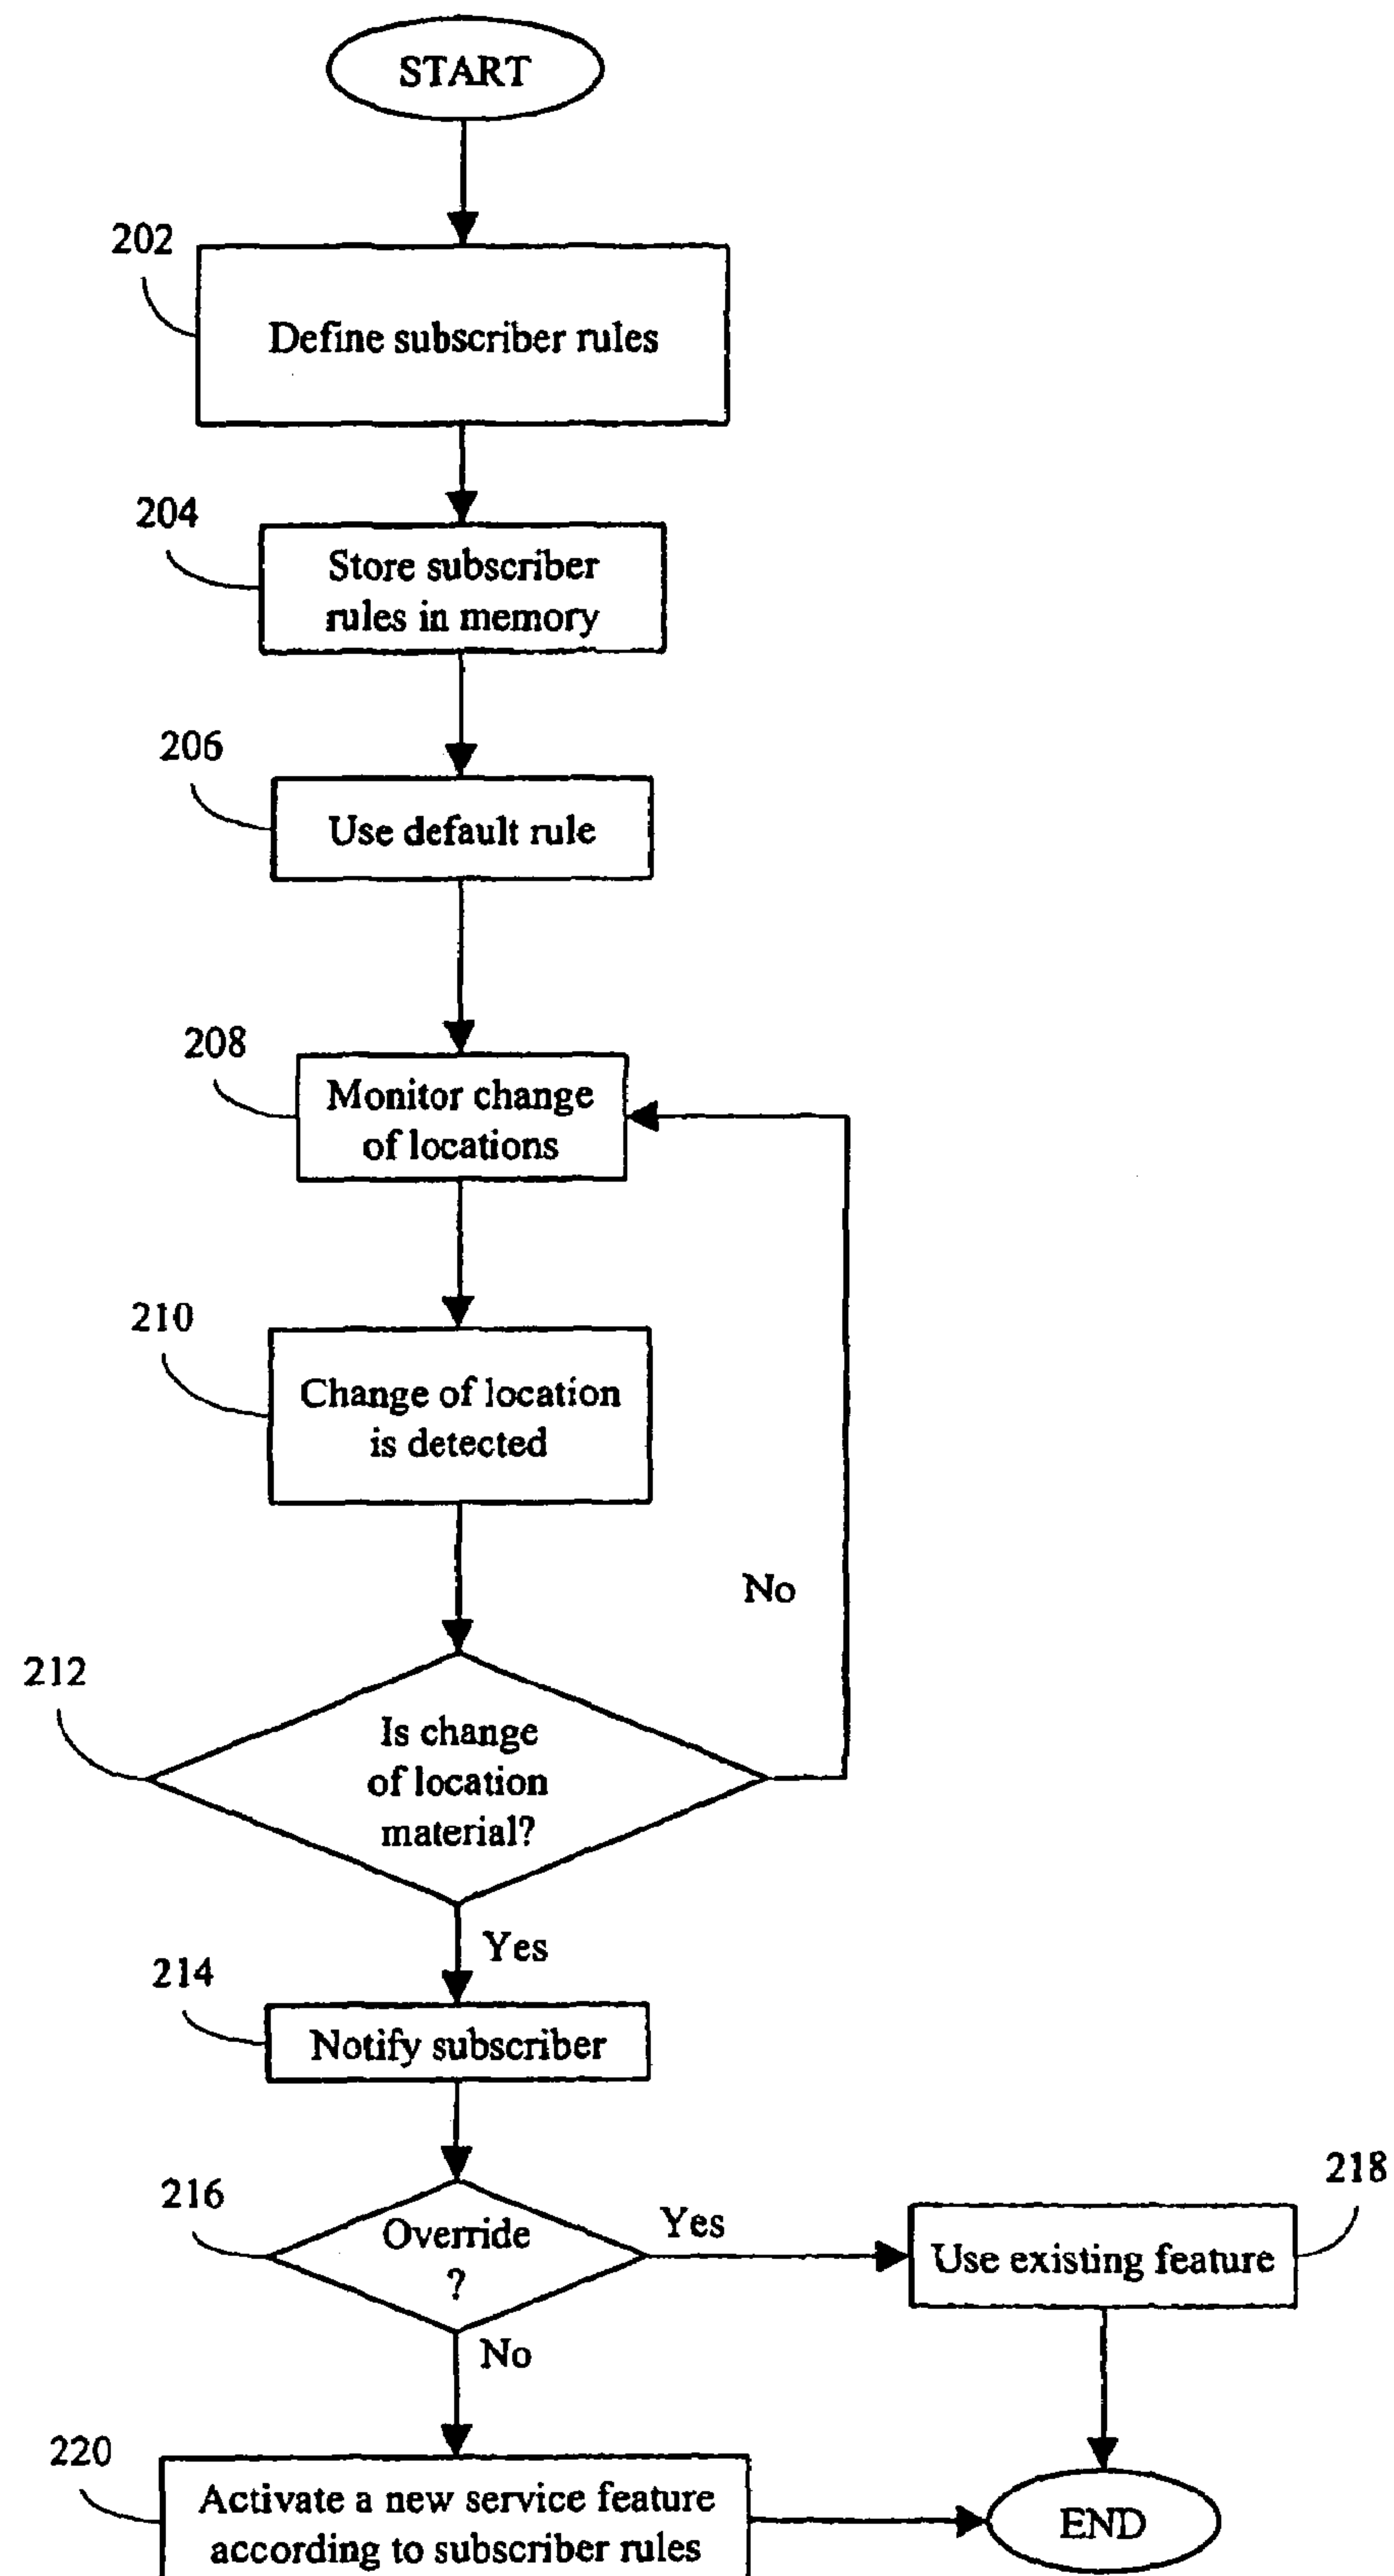 START
202
Define subscriber rules
204
Store subscriber
rules in memory
206
Use default rule
208
Monitor change
of locations
210
Change of location
is detected
No
212
Is change
of location
material?
Yes
214
Notify subscriber
216
Override
?
Yes
218
Use existing feature
No
220
Activate a new service feature
according to subscriber rules
END